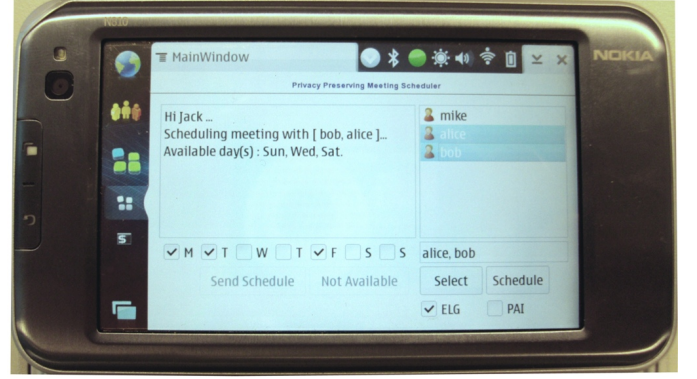 N810
NOKIA
MainWindow
Privacy Preserving Meeting Scheduler
Hi Jack ...
Scheduling meeting with [ bob, alice ]...
Available day(s) : Sun, Wed, Sat.
mike
alice
bob
M T W T F S S
alice, bob
Send Schedule Not Available Select Schedule
ELG PAI